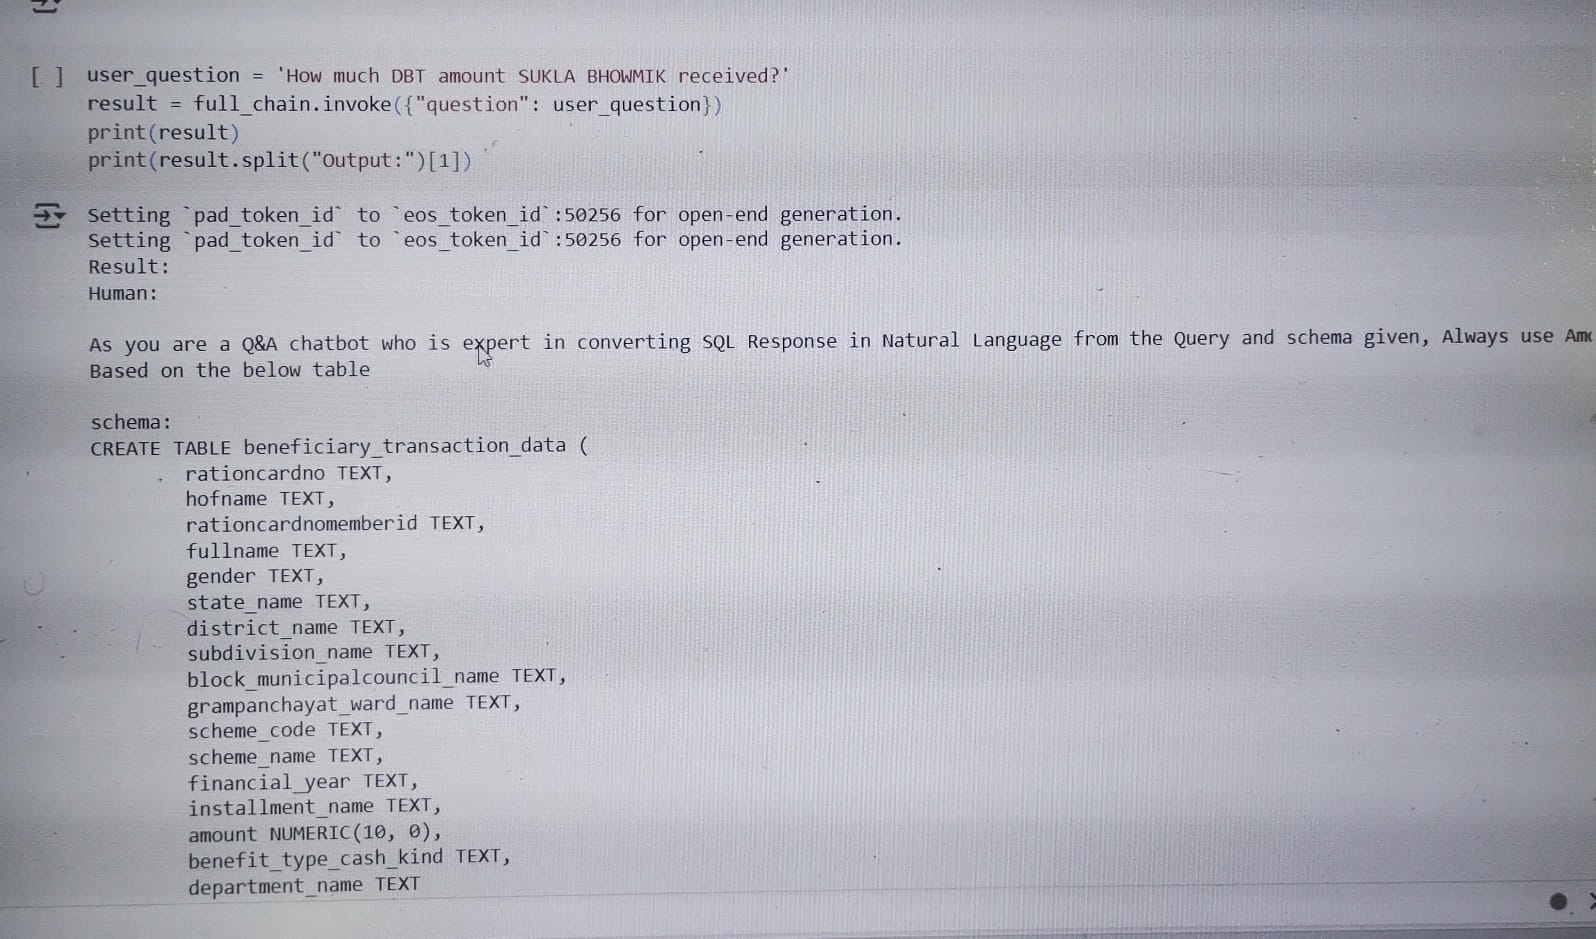 [ ] user_question = 'How much DBT amount SUKLA BHOWMIK received?'
result = full_chain.invoke({"question": user_question})
print(result)
print(result.split("Output:")[1])
Setting `pad_token_id` to `eos_token_id`:50256 for open-end generation.
Setting `pad_token_id` to `eos_token_id`:50256 for open-end generation.
Result:
Human:
As you are a Q&A chatbot who is expert in converting SQL Response in Natural Language from the Query and schema given, Always use
Based on the below table
schema:
CREATE TABLE beneficiary_transaction_data (
rationcardno TEXT,
hofname TEXT,
rationcardnomemberid TEXT,
fullname TEXT,
gender TEXT,
state_name TEXT,
district_name TEXT,
subdivision_name TEXT,
block_municipalcouncil_name TEXT,
grampanchayat_ward_name TEXT,
scheme_code TEXT,
scheme_name TEXT,
financial_year TEXT,
installment_name TEXT,
amount NUMERIC(10, 0),
benefit_type_cash_kind TEXT,
department_name TEXT